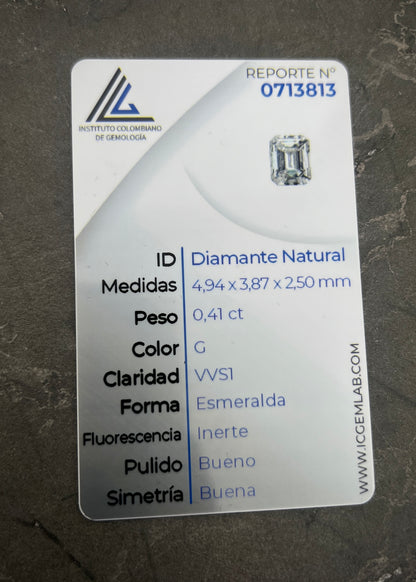 REPORTE Nº
0713813
INSTITUTO COLOMBIANO
DE GEMOLOGÍA
ID Diamante Natural
Medidas 4,94 x 3,87 x 2,50 mm
Peso 0,41 ct
Color G
Claridad VVS1
Forma Esmeralda
Fluorescencia Inerte
Pulido Bueno
Simetría Buena
WWW.ICGEMLAB.COM